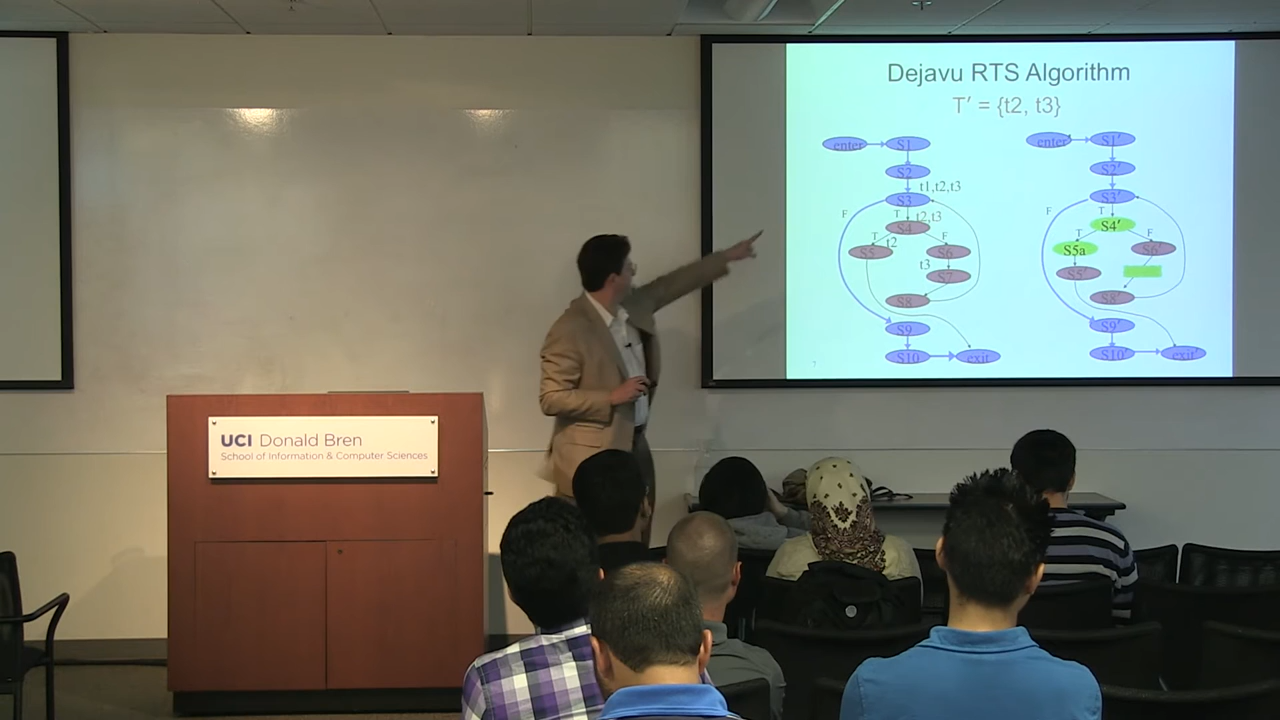 Dejavu RTS Algorithm
T′ = {t2, t3}
enter
S1
S2
t1,t2,t3
S3
F
T
t2,t3
S4
T
t2
F
S5
S6
t3
S7
S8
S9
S10
exit
7
enter′
S1′
S2′
S3′
F
T
S4′
T
F
S5a
S6′
S5′
S8′
S9′
S10′
exit′
UCI Donald Bren
School of Information & Computer Sciences